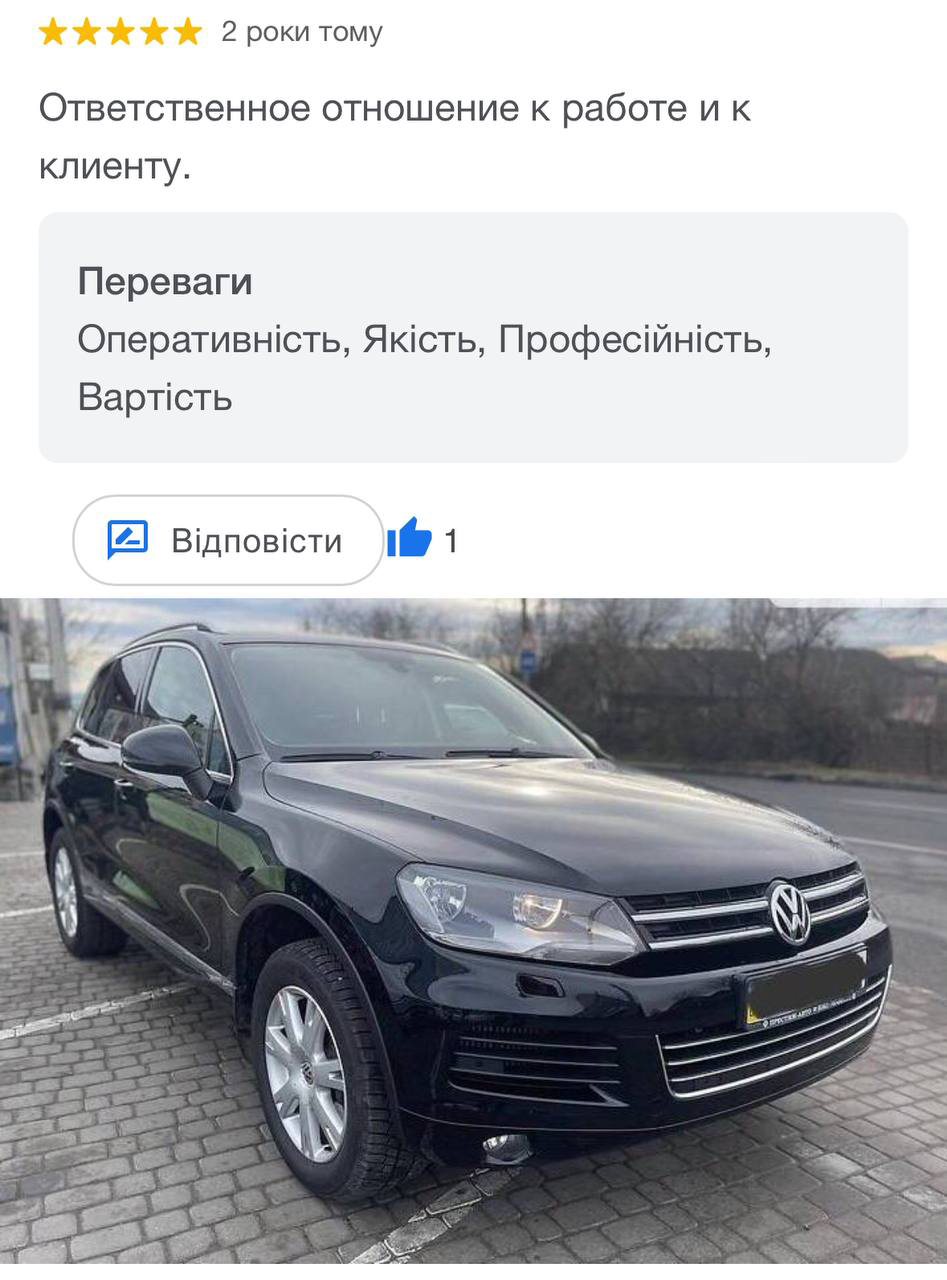 2 роки тому
Ответственное отношение к работе и к
клиенту.
Переваги
Оперативність, Якість, Професійність,
Вартість
Відповісти
1